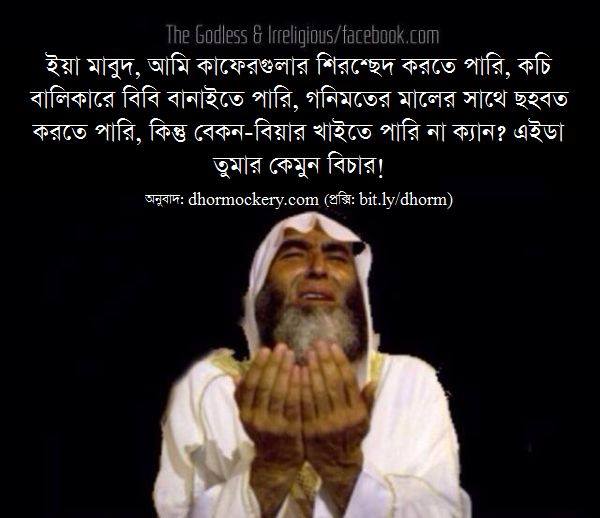 The Godless & Irreligious/facebook.com
ইয়া মাবুদ, আমি কাফেরগুলার শিরশ্ছেদ করতে পারি, কচি
বালিকারে বিবি বানাইতে পারি, গনিমতের মালের সাথে ছহবত
করতে পারি, কিন্তু বেকন-বিয়ার খাইতে পারি না ক্যান? এইডা
তুমার কেমুন বিচার!
অনুবাদ: dhormockery.com (প্রক্সি: bit.ly/dhorm)